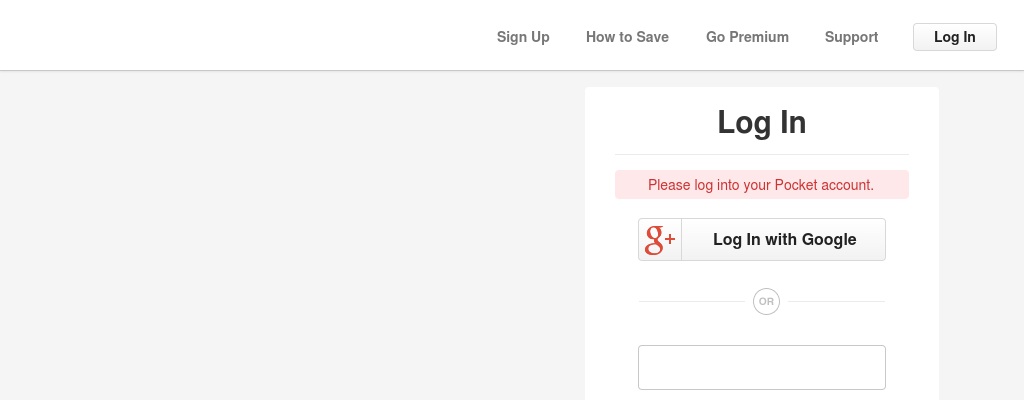 Sign Up How to Save Go Premium Support Log In
Log In
Please log into your Pocket account.
g+ Log In with Google
OR